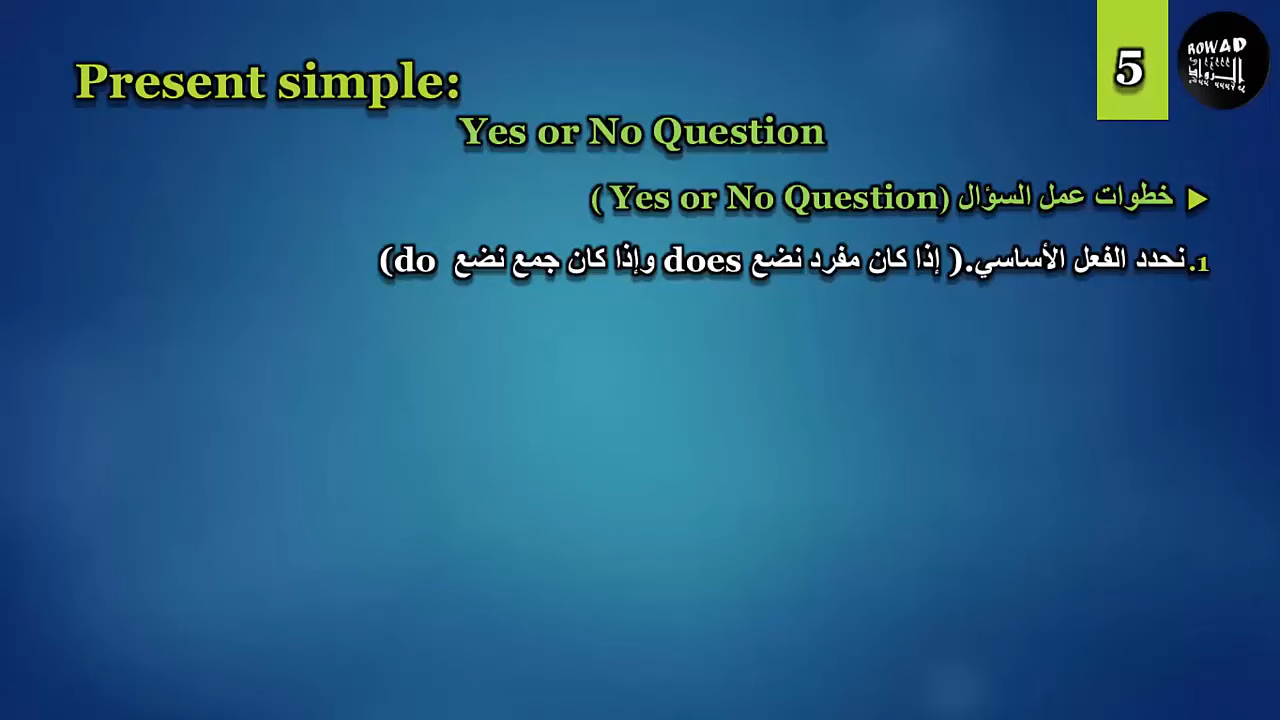 5
ROWAD
الرواد
Present simple:
Yes or No Question
خطوات عمل السؤال (Yes or No Question )
1. نحدد الفعل الأساسي.( إذا كان مفرد نضع does وإذا كان جمع نضع do)